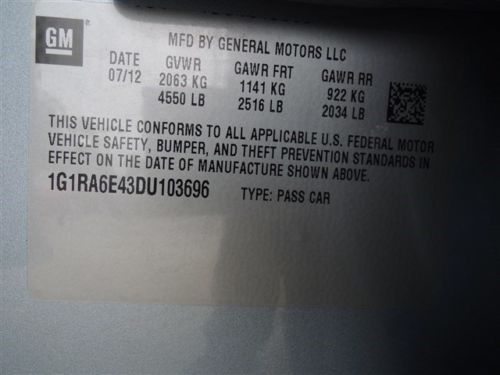 GM
MFD BY GENERAL MOTORS LLC
DATE GVWR GAWR FRT GAWR RR
07/12 2063 KG 1141 KG 922 KG
4550 LB 2516 LB 2034 LB
THIS VEHICLE CONFORMS TO ALL APPLICABLE U.S. FEDERAL MOTOR
VEHICLE SAFETY, BUMPER, AND THEFT PREVENTION STANDARDS IN
EFFECT ON THE DATE OF MANUFACTURE SHOWN ABOVE.
1G1RA6E43DU103696 TYPE: PASS CAR